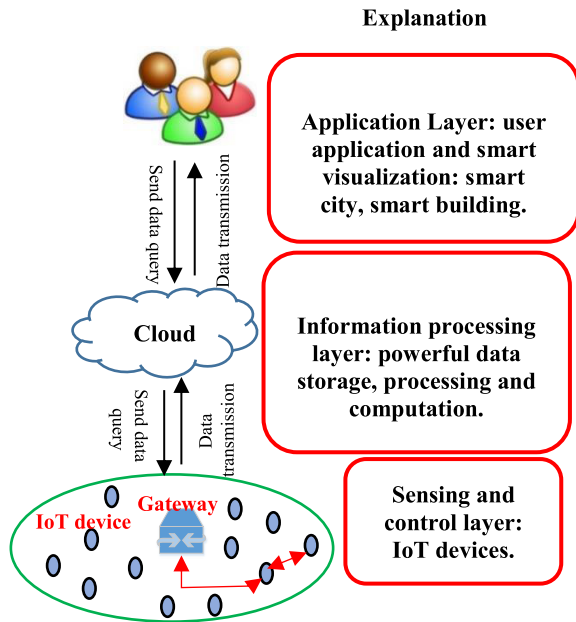 Explanation
Application Layer: user
application and smart
visualization: smart
city, smart building.
Send data query
Data transmission
Cloud
Information processing
layer: powerful data
storage, processing and
computation.
Send data
query
Data
transmission
Gateway
IoT device
Sensing and
control layer:
IoT devices.